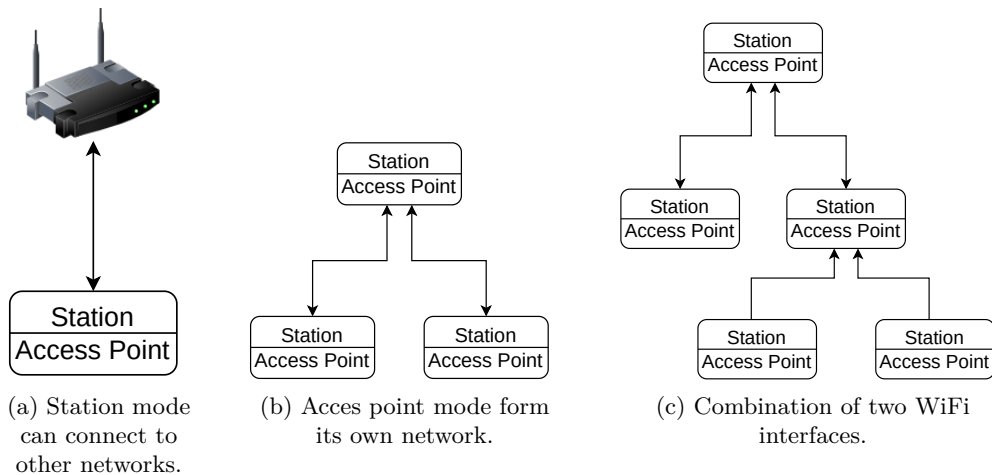 Station
Access Point
(a) Station mode
can connect to
other networks.
Station
Access Point
Station
Access Point
Station
Access Point
(b) Acces point mode form
its own network.
Station
Access Point
Station
Access Point
Station
Access Point
Station
Access Point
Station
Access Point
(c) Combination of two WiFi
interfaces.